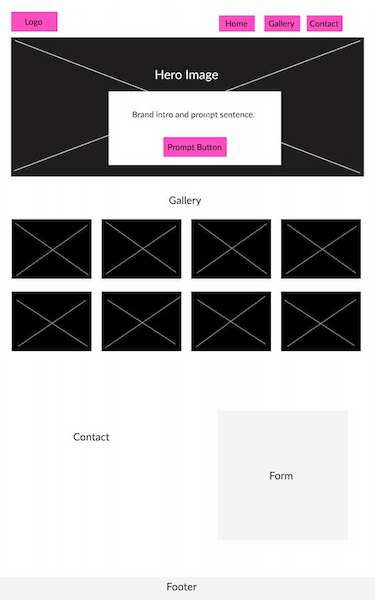 Logo
Home Gallery Contact
Hero Image
Brand intro and prompt sentence.
Prompt Button
Gallery
Contact
Form
Footer